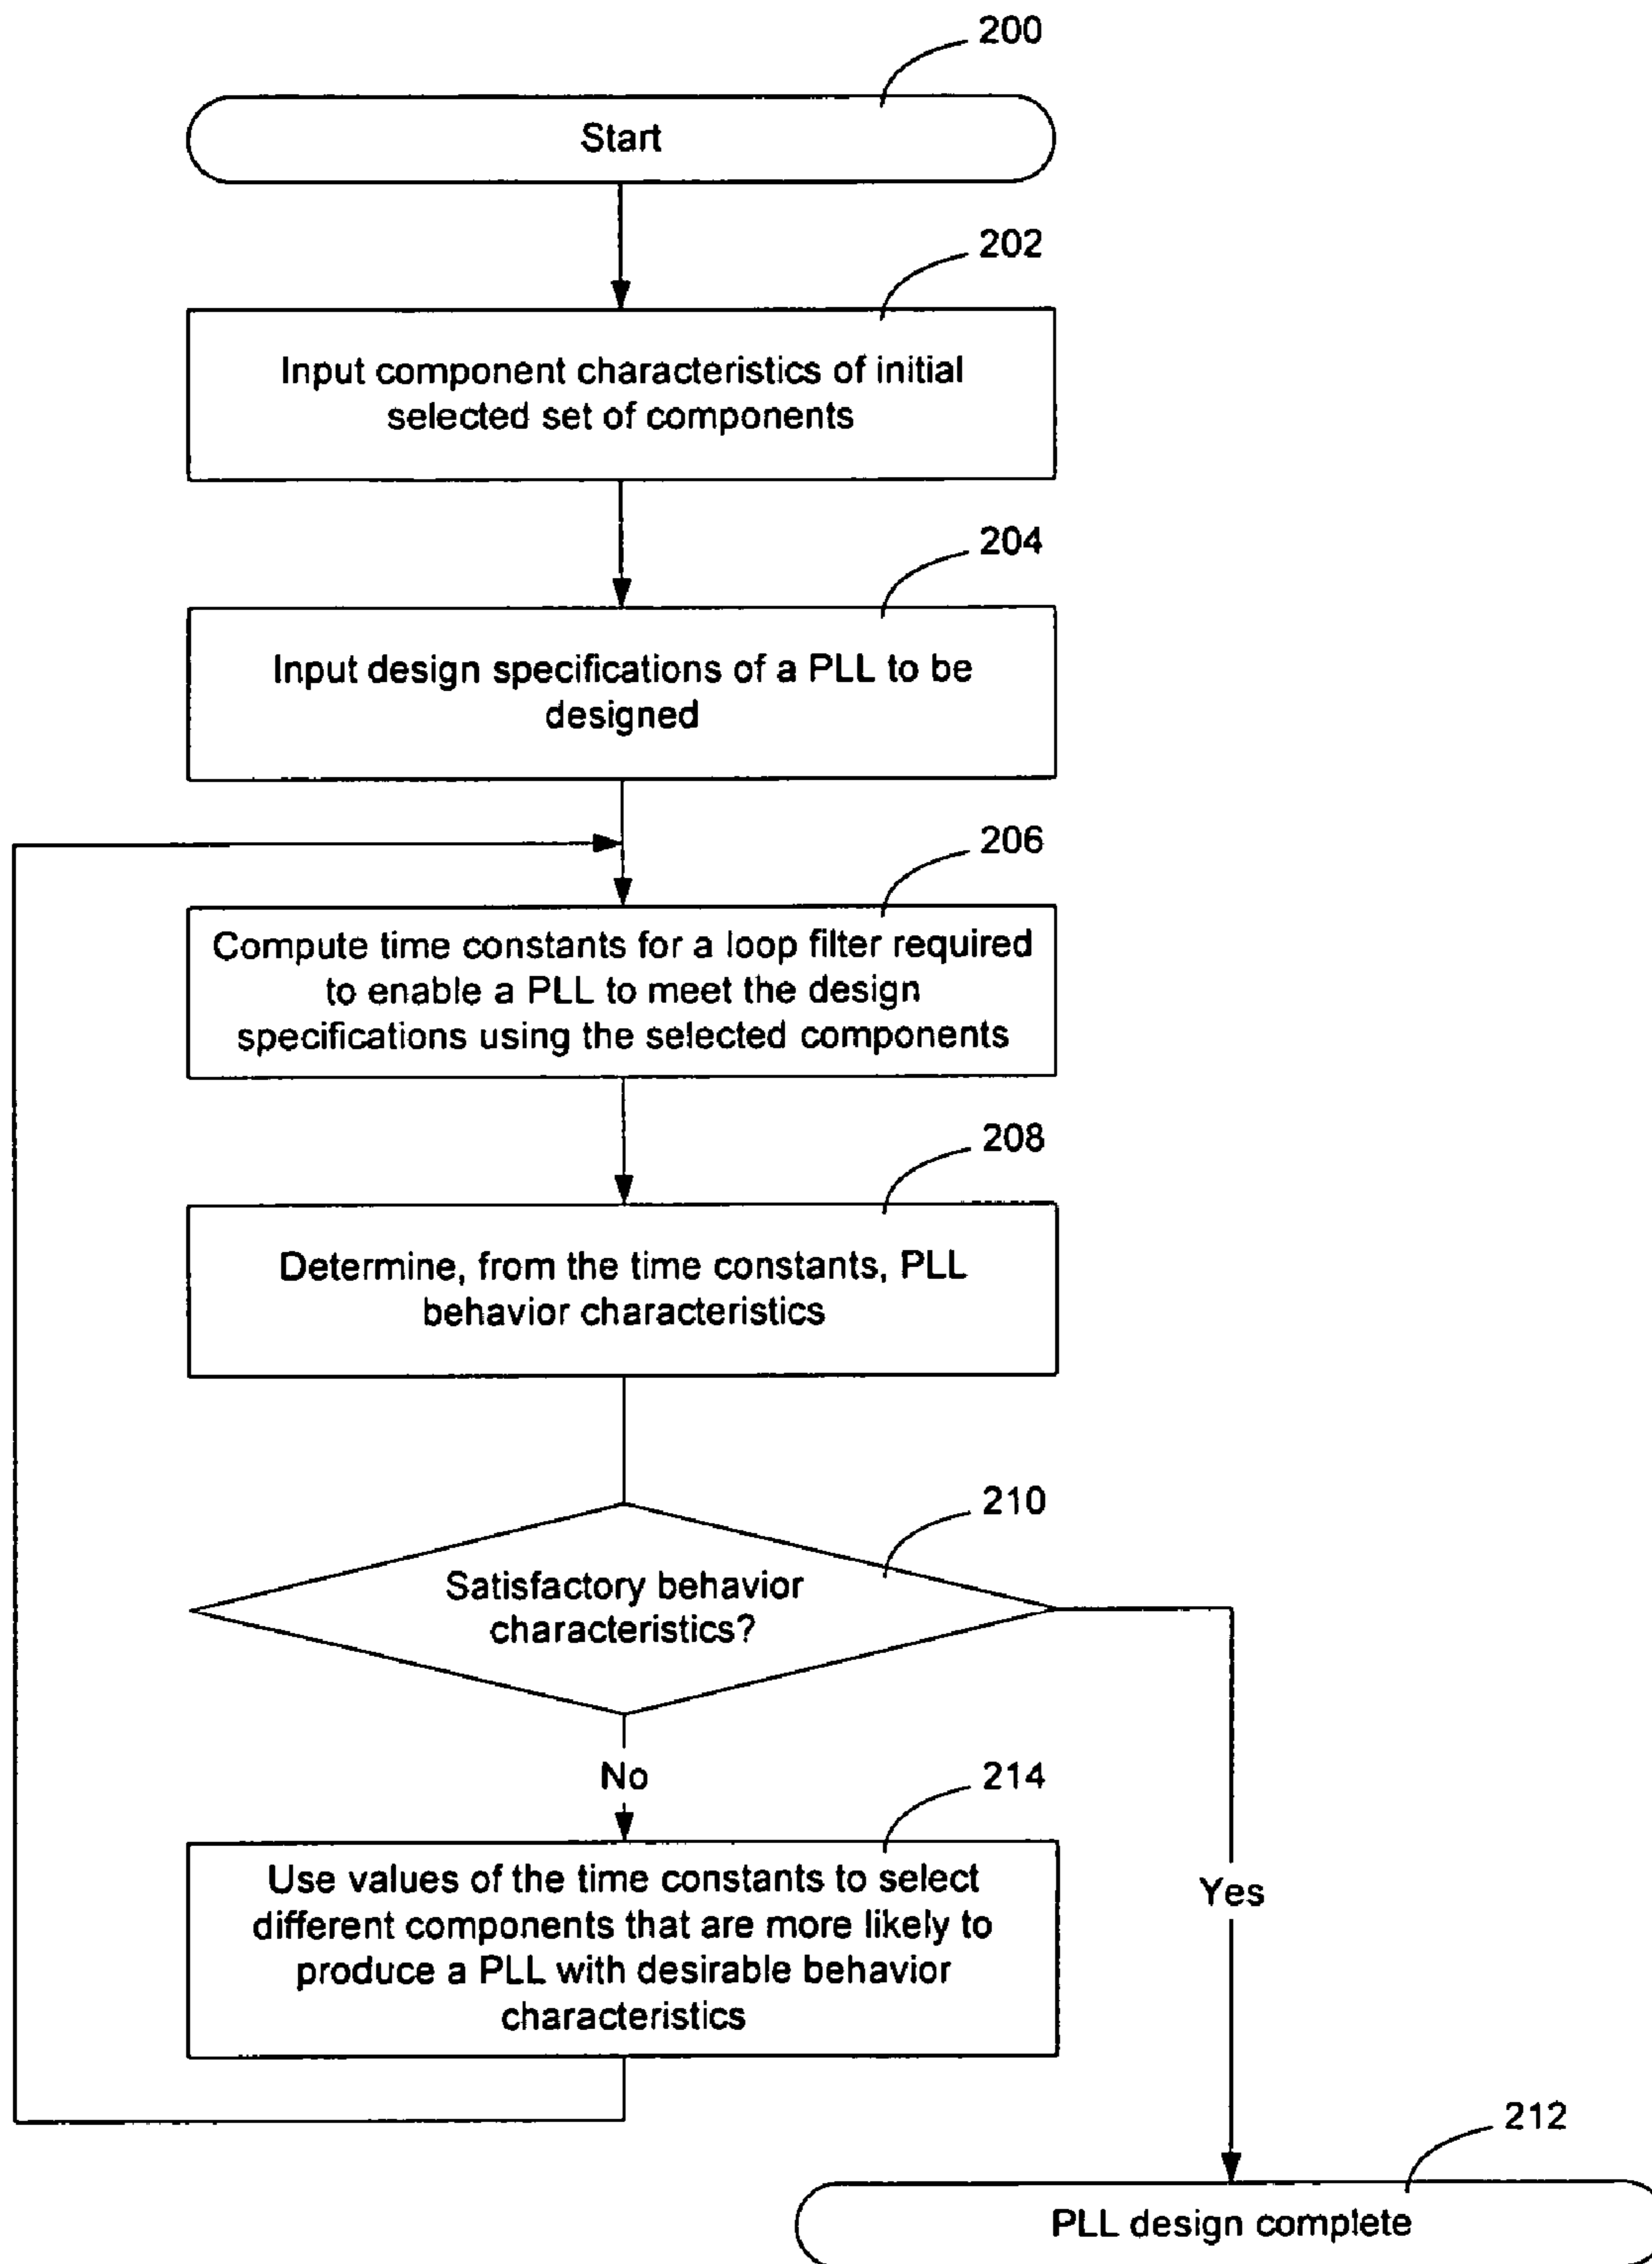 200
Start
202
Input component characteristics of initial
selected set of components
204
Input design specifications of a PLL to be
designed
206
Compute time constants for a loop filter required
to enable a PLL to meet the design
specifications using the selected components
208
Determine, from the time constants, PLL
behavior characteristics
210
Satisfactory behavior
characteristics?
No
214
Use values of the time constants to select
different components that are more likely to
produce a PLL with desirable behavior
characteristics
Yes
212
PLL design complete